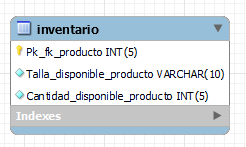 inventario
Pk_fk_producto INT(5)
Talla_disponible_producto VARCHAR(10)
Cantidad_disponible_producto INT(5)
Indexes